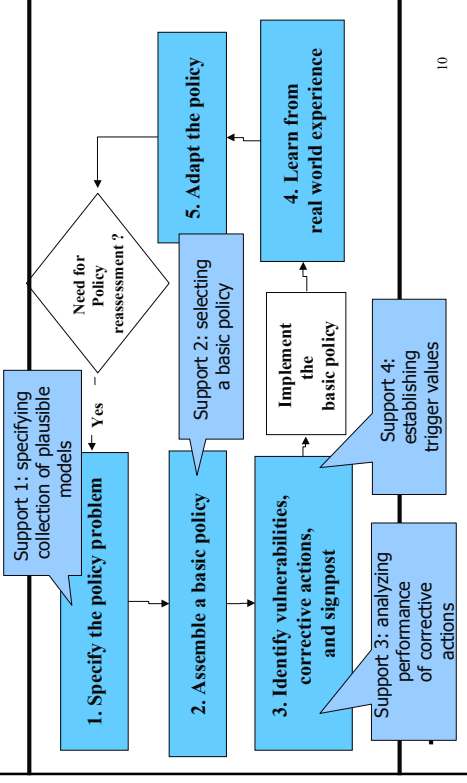 Support 1: specifying
collection of plausible
models
1. Specify the policy problem
Yes
Need for
Policy
reassessment ?
5. Adapt the policy
Support 2: selecting
a basic policy
2. Assemble a basic policy
3. Identify vulnerabilities,
corrective actions,
and signpost
Implement
the
basic policy
4. Learn from
real world experience
Support 3: analyzing
performance
of corrective
actions
Support 4:
establishing
trigger values
10